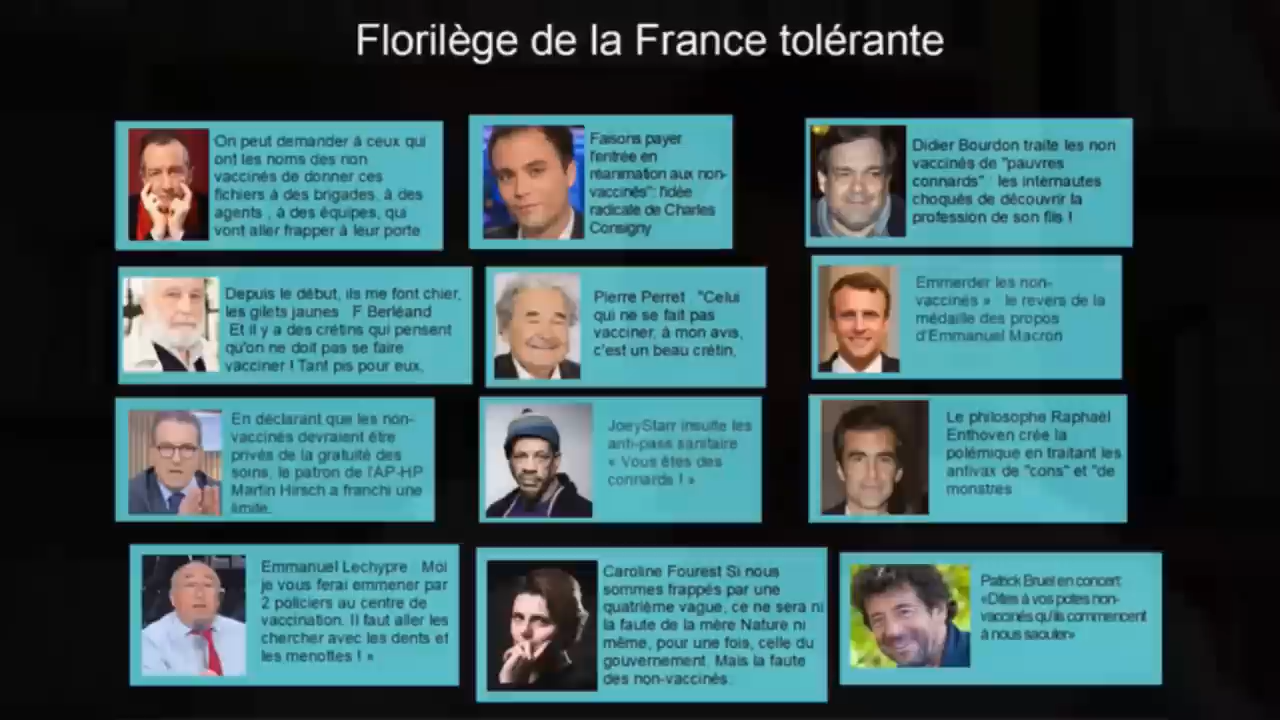 Florilège de la France tolérante
On peut demander à ceux qui
ont les noms des non
vaccinés de donner ces
fichiers à des brigades, à des
agents , à des équipes, qui
vont aller frapper à leur porte
Faisons payer
l'entrée en
réanimation aux non-
vaccinés": l'idée
radicale de Charles
Consigny
Didier Bourdon traite les non
vaccinés de "pauvres
connards" les internautes
choqués de découvrir la
profession de son fils !
Depuis le début, ils me font chier,
les gilets jaunes F Berléand
Et il y a des crétins qui pensent
qu'on ne doit pas se faire
vacciner ! Tant pis pour eux.
Pierre Perret "Celui
qui ne se fait pas
vacciner, à mon avis,
c'est un beau crétin.
Emmerder les non-
vaccinés » le revers de la
médaille des propos
d'Emmanuel Macron
En déclarant que les non-
vaccinés devraient être
privés de la gratuité des
soins, le patron de l'AP-HP
Martin Hirsch a franchi une
limite.
JoeyStarr insulte les
anti-pass sanitaire
« Vous êtes des
connards ! »
Le philosophe Raphaël
Enthoven crée la
polémique en traitant les
antivax de "cons" et "de
monstres
Emmanuel Lechypre Moi
je vous ferai emmener par
2 policiers au centre de
vaccination. Il faut aller les
chercher avec les dents et
les menottes ! »
Caroline Fourest Si nous
sommes frappés par une
quatrième vague, ce ne sera ni
la faute de la mère Nature ni
même, pour une fois, celle du
gouvernement. Mais la faute
des non-vaccinés.
Patrick Bruel en concert
«Dites à vos potes non-
vaccinés qu'ils commencent
à nous saouler»